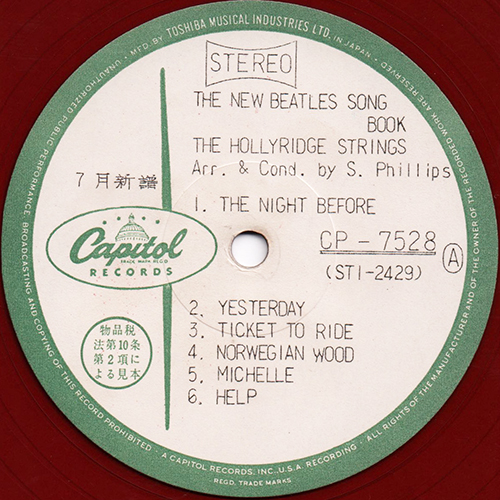 MFD. BY TOSHIBA MUSICAL INDUSTRIES LTD. IN JAPAN
STEREO
THE NEW BEATLES SONG
BOOK
THE HOLLYRIDGE STRINGS
Arr. & Cond. by S. Phillips
7月新譜
1. THE NIGHT BEFORE
Capitol
TRADE MARK REG'D
RECORDS
CP-7528
(ST1-2429)
A
2. YESTERDAY
3. TICKET TO RIDE
4. NORWEGIAN WOOD
5. MICHELLE
6. HELP
物品税
法第10条
第2項に
よる見本
UNAUTHORIZED PUBLIC PERFORMANCE, BROADCASTING AND COPYING OF THIS RECORD PROHIBITED
ALL RIGHTS OF THE MANUFACTURER AND OF THE OWNER OF THE RECORDED WORK ARE RESERVED
A CAPITOL RECORDS, INC., U.S.A. RECORDING
REGD. TRADE MARKS